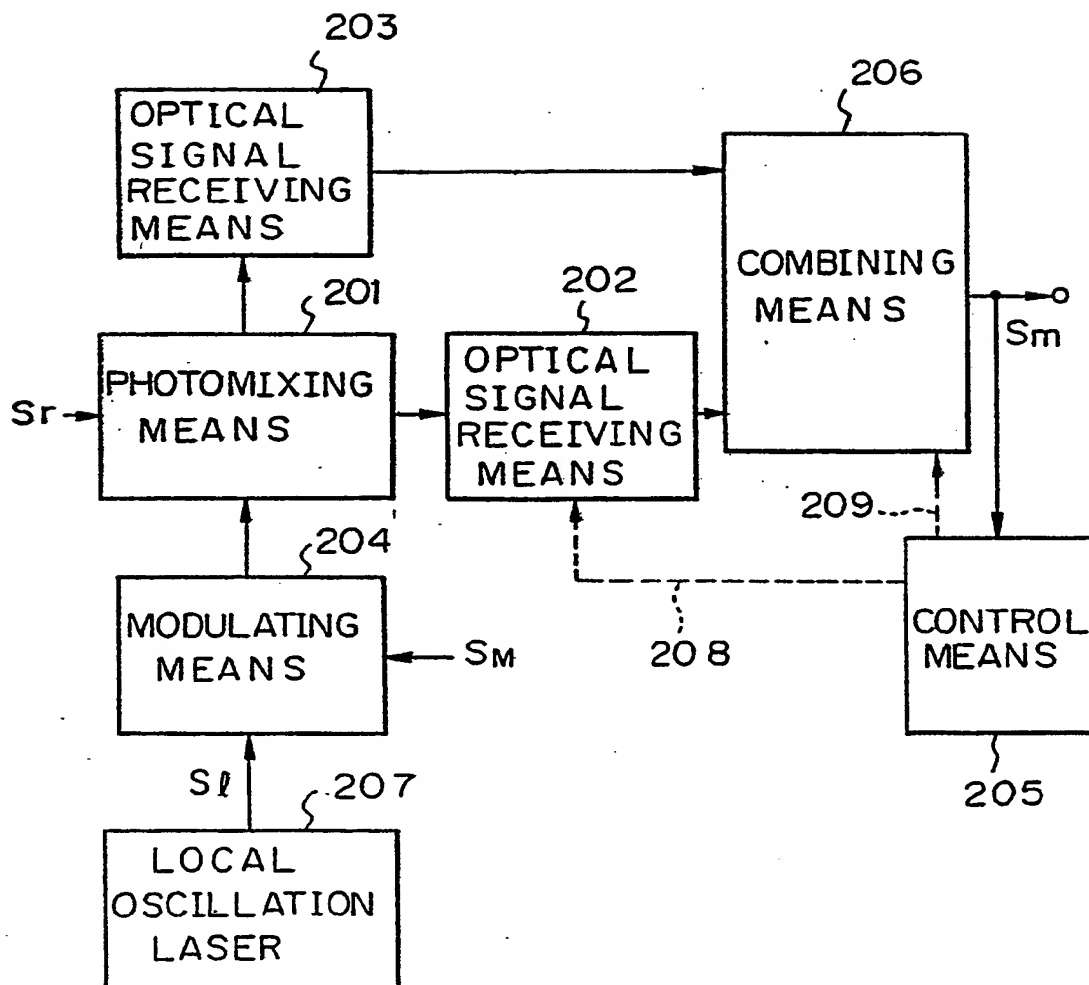 203
OPTICAL
SIGNAL
RECEIVING
MEANS
206
COMBINING
MEANS
Sm
201
PHOTOMIXING
MEANS
Sr
202
OPTICAL
SIGNAL
RECEIVING
MEANS
209
204
MODULATING
MEANS
SM
208
CONTROL
MEANS
205
Sℓ
207
LOCAL
OSCILLATION
LASER